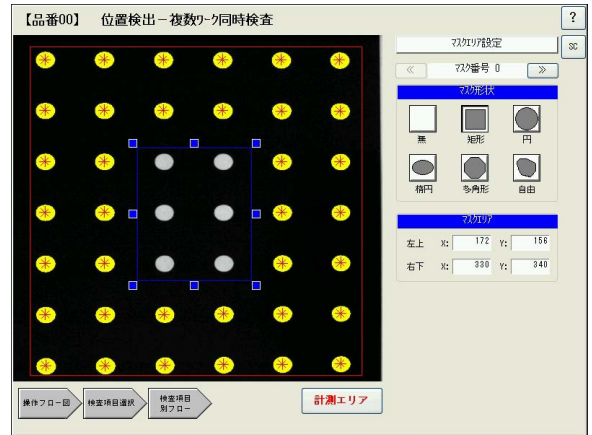 【品番00】 位置検出－複数ﾜｰｸ同時検査
?
SC
ﾏｽｸｴﾘｱ設定
≪ ﾏｽｸ番号 0 ≫
ﾏｽｸ形状
無 矩形 円
楕円 多角形 自由
ﾏｽｸｴﾘｱ
左上 X: 172 Y: 156
右下 X: 330 Y: 340
操作フロー図 検査項目選択 検査項目
別フロー
計測エリア